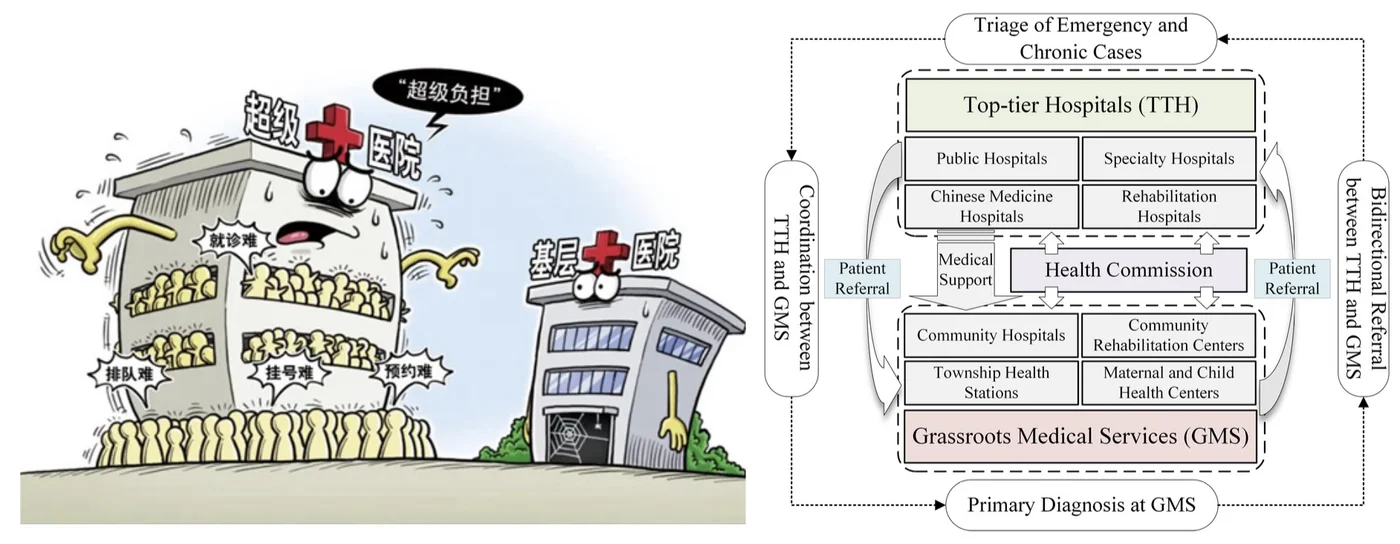 “超级负担”
超级医院
就诊难
排队难
挂号难
预约难
基层医院
Triage of Emergency and
Chronic Cases
Coordination between
TTH and GMS
Top-tier Hospitals (TTH)
Public Hospitals
Specialty Hospitals
Chinese Medicine
Hospitals
Rehabilitation
Hospitals
Patient
Referral
Medical
Support
Health Commission
Patient
Referral
Community Hospitals
Community
Rehabilitation Centers
Township Health
Stations
Maternal and Child
Health Centers
Grassroots Medical Services (GMS)
Bidirectional Referral
between TTH and GMS
Primary Diagnosis at GMS